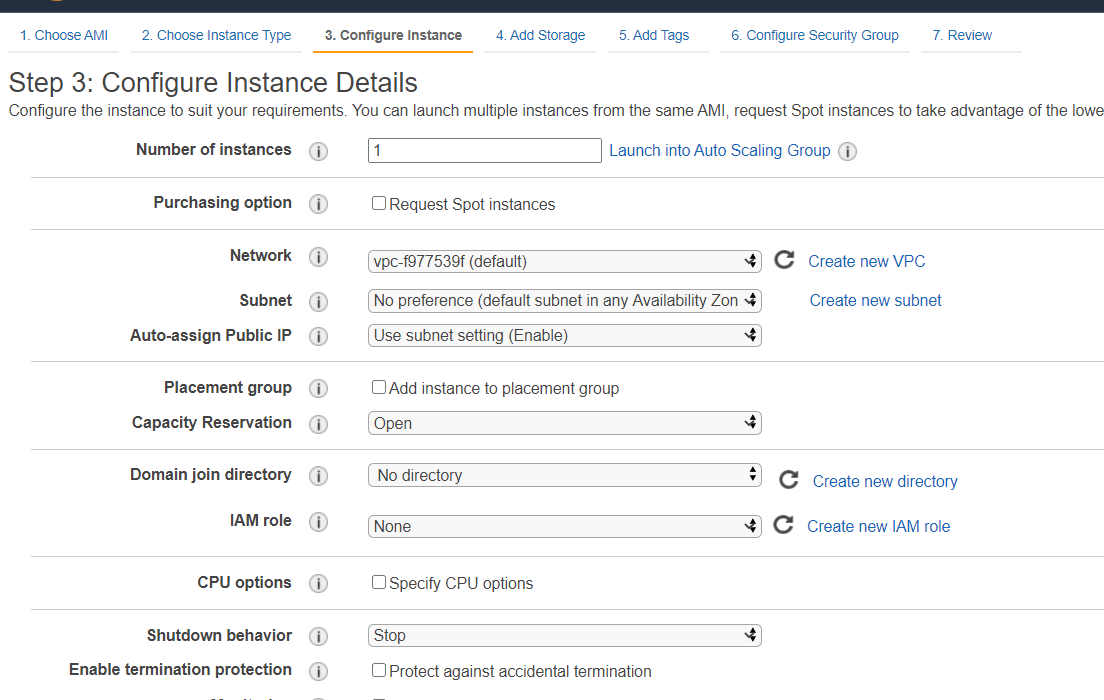 1. Choose AMI 2. Choose Instance Type 3. Configure Instance 4. Add Storage 5. Add Tags 6. Configure Security Group 7. Review
Step 3: Configure Instance Details
Configure the instance to suit your requirements. You can launch multiple instances from the same AMI, request Spot instances to take advantage of the lowe
Number of instances 1 Launch into Auto Scaling Group
Purchasing option Request Spot instances
Network vpc-f977539f (default) Create new VPC
Subnet No preference (default subnet in any Availability Zon Create new subnet
Auto-assign Public IP Use subnet setting (Enable)
Placement group Add instance to placement group
Capacity Reservation Open
Domain join directory No directory Create new directory
IAM role None Create new IAM role
CPU options Specify CPU options
Shutdown behavior Stop
Enable termination protection Protect against accidental termination